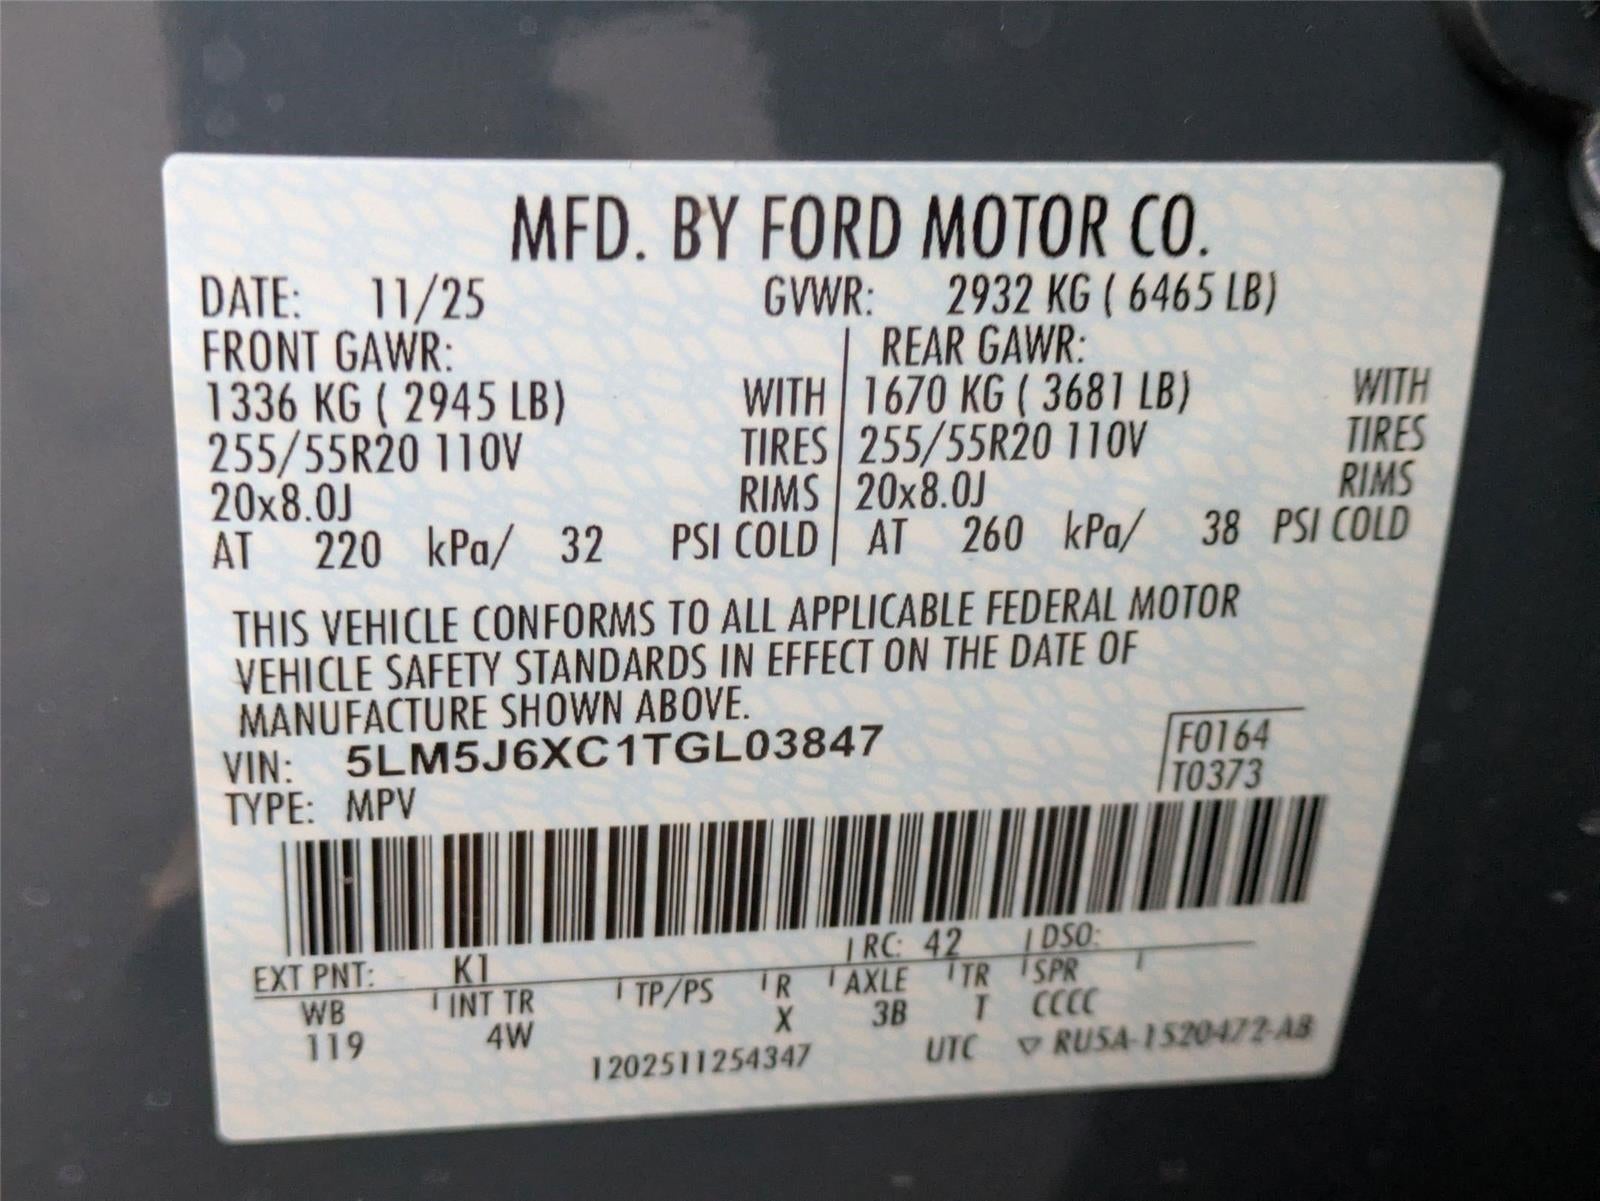 MFD. BY FORD MOTOR CO.
DATE: 11/25 GVWR: 2932 KG ( 6465 LB)
FRONT GAWR: REAR GAWR:
1336 KG ( 2945 LB) WITH 1670 KG ( 3681 LB) WITH
255/55R20 110V TIRES 255/55R20 110V TIRES
20x8.0J RIMS 20x8.0J RIMS
AT 220 kPa/ 32 PSI COLD AT 260 kPa/ 38 PSI COLD
THIS VEHICLE CONFORMS TO ALL APPLICABLE FEDERAL MOTOR
VEHICLE SAFETY STANDARDS IN EFFECT ON THE DATE OF
MANUFACTURE SHOWN ABOVE.
VIN: 5LM5J6XC1TGL03847 F0164
TYPE: MPV T0373
EXT PNT: K1 RC: 42 DSO:
WB INT TR TP/PS R AXLE TR SPR
119 4W X 3B T CCCC
1202511254347 UTC ▽ RU5A-1520472-AB